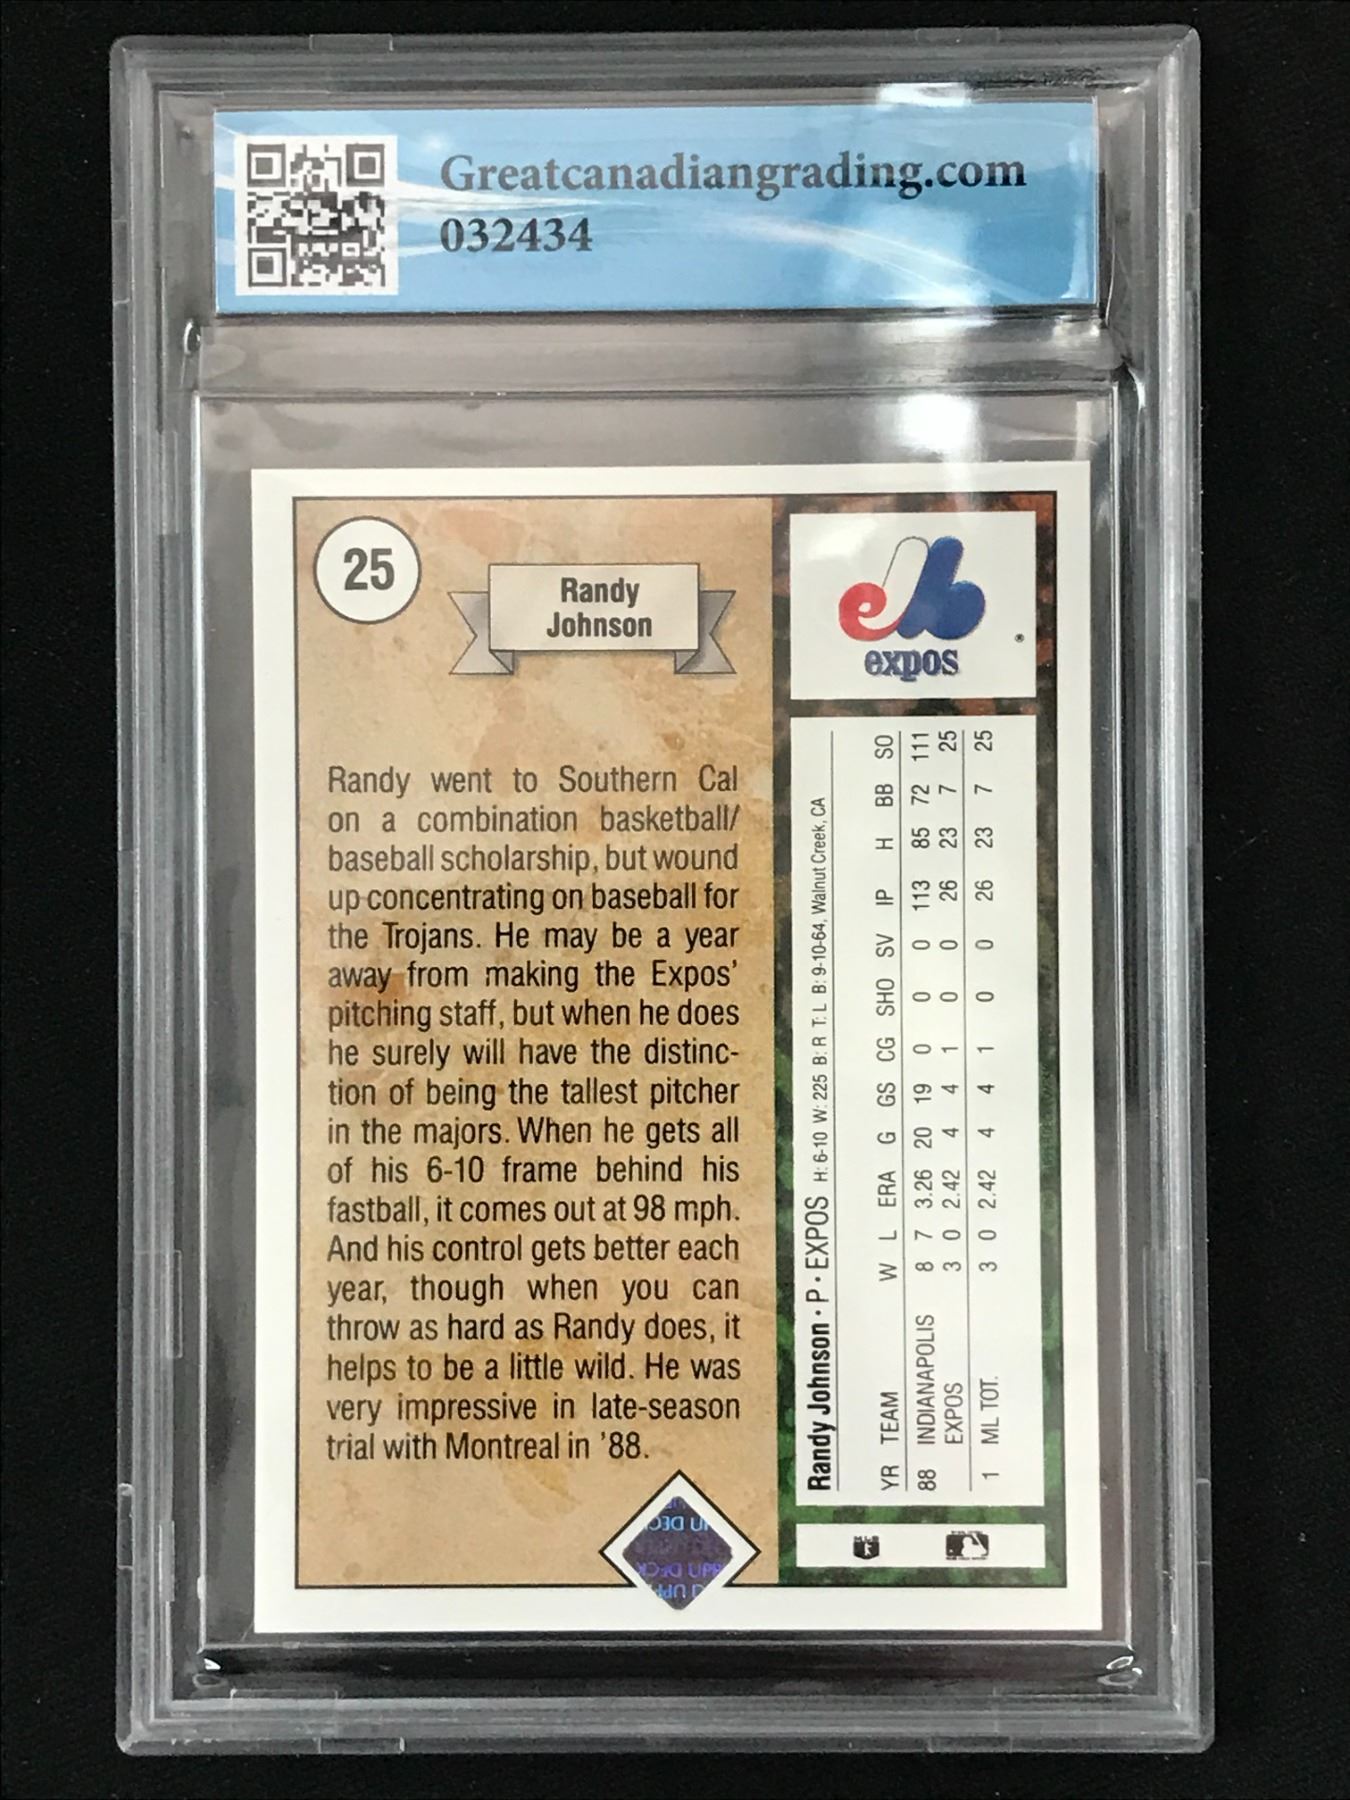 Greatcanadiangrading.com
032434
25
Randy
Johnson
expos
Randy went to Southern Cal
on a combination basketball/
baseball scholarship, but wound
up concentrating on baseball for
the Trojans. He may be a year
away from making the Expos'
pitching staff, but when he does
he surely will have the distinc-
tion of being the tallest pitcher
in the majors. When he gets all
of his 6-10 frame behind his
fastball, it comes out at 98 mph.
And his control gets better each
year, though when you can
throw as hard as Randy does, it
helps to be a little wild. He was
very impressive in late-season
trial with Montreal in '88.
Randy Johnson · P · EXPOS H: 6-10 W: 225 B: R T: L B: 9-10-64, Walnut Creek, CA
YR TEAM W L ERA G GS CG SHO SV IP H BB SO
88 INDIANAPOLIS 8 7 3.26 20 19 0 0 0 113 85 72 111
EXPOS 3 0 2.42 4 4 1 0 0 26 23 7 25
1 ML TOT. 3 0 2.42 4 4 1 0 0 26 23 7 25